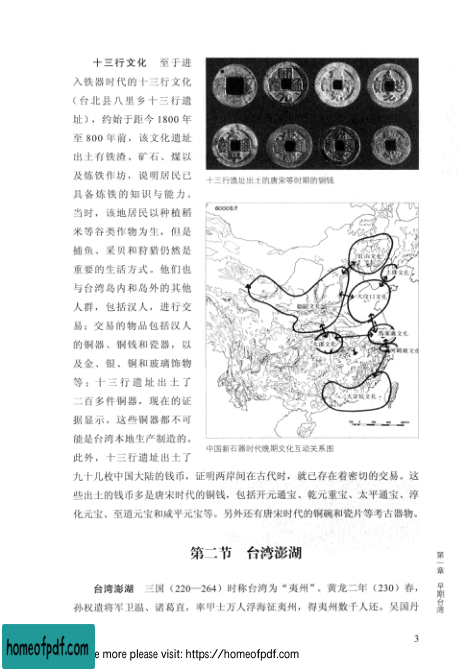 十三行文化 至于进
入铁器时代的十三行文化
（台北县八里乡十三行遗
址），约始于距今 1800 年
至 800 年前，该文化遗址
出土有铁渣、矿石、煤以
及炼铁作坊，说明居民已
具备炼铁的知识与能力。
当时，该地居民以种植稻
米等谷类作物为生，但是
捕鱼、采贝和狩猎仍然是
重要的生活方式。他们也
与台湾岛内和岛外的其他
人群，包括汉人，进行交
易；交易的物品包括汉人
的铜器、铜钱和瓷器，以
及金、银、铜和玻璃饰物
等；十三行遗址出土了
二百多件铜器，现在的证
据显示，这些铜器都不可
能是台湾本地生产制造的。
此外，十三行遗址出土了
十三行遗址出土的唐宋等时期的铜钱
6000B.P.
红山文化
大汶口文化
仰韶文化
大溪文化
马家浜文化
河姆渡文化
大坌坑文化
中国新石器时代晚期文化互动关系图
九十几枚中国大陆的钱币，证明两岸间在古代时，就已存在着密切的交易。这
些出土的钱币多是唐宋时代的铜钱，包括开元通宝、乾元重宝、太平通宝、淳
化元宝、至道元宝和咸平元宝等。另外还有唐宋时代的铜碗和瓷片等考古器物。
第二节 台湾澎湖
台湾澎湖 三国（220—264）时称台湾为“夷州”。黄龙二年（230）春，
孙权遣将军卫温、诸葛直，率甲士万人浮海征夷州，得夷州数千人还。吴国丹
第一章 早期台湾
3
homeofpdf.com
e more please visit: https://homeofpdf.com